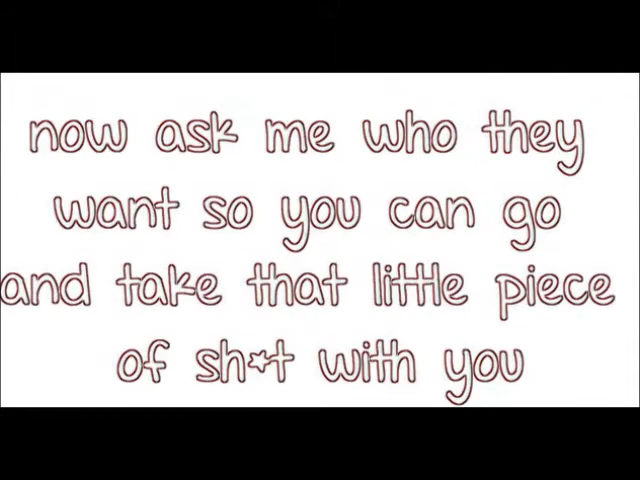 now ask me who they
want so you can go
and take that little piece
of sh*t with you